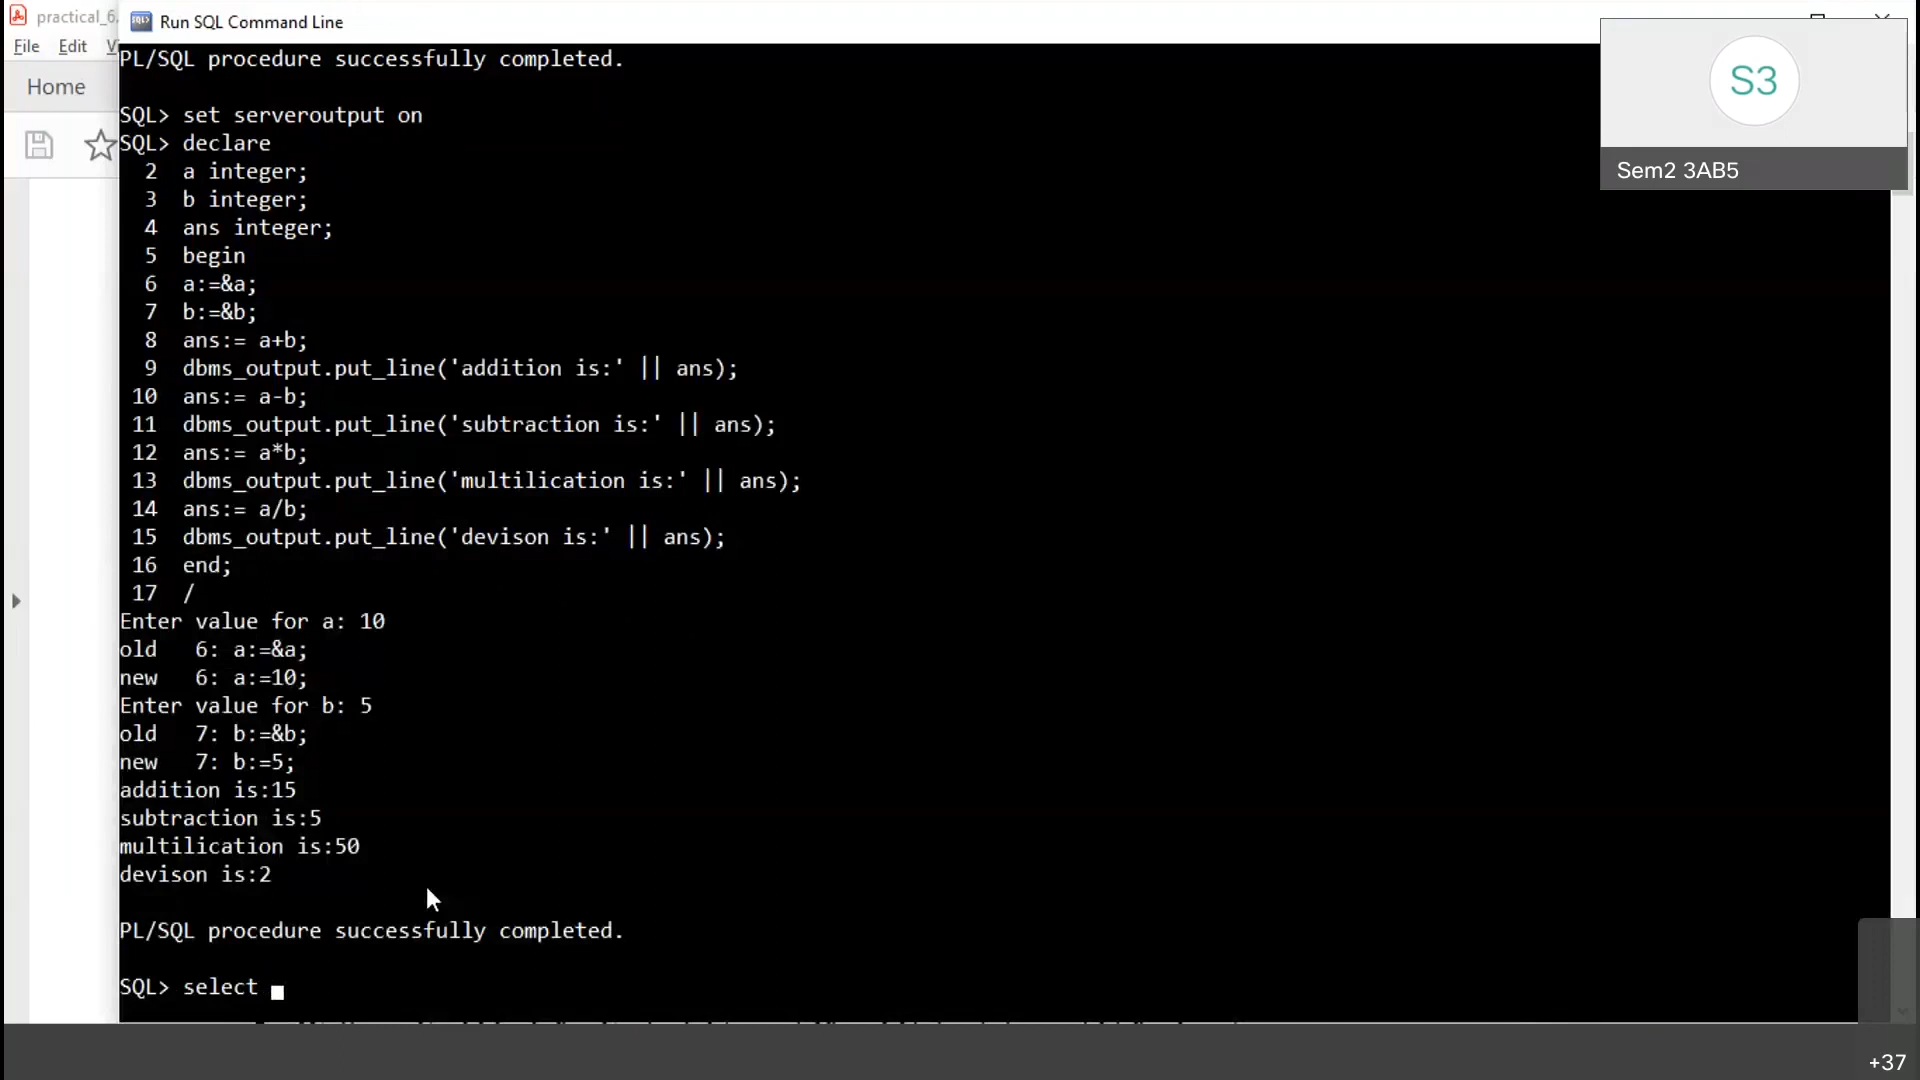 practical_6.
Run SQL Command Line
File Edit
Home
PL/SQL procedure successfully completed.
SQL> set serveroutput on
SQL> declare
2 a integer;
3 b integer;
4 ans integer;
5 begin
6 a:=&a;
7 b:=&b;
8 ans:= a+b;
9 dbms_output.put_line('addition is:' || ans);
10 ans:= a-b;
11 dbms_output.put_line('subtraction is:' || ans);
12 ans:= a*b;
13 dbms_output.put_line('multilication is:' || ans);
14 ans:= a/b;
15 dbms_output.put_line('devison is:' || ans);
16 end;
17 /
Enter value for a: 10
old 6: a:=&a;
new 6: a:=10;
Enter value for b: 5
old 7: b:=&b;
new 7: b:=5;
addition is:15
subtraction is:5
multilication is:50
devison is:2
PL/SQL procedure successfully completed.
SQL> select
S3
Sem2 3AB5
+37